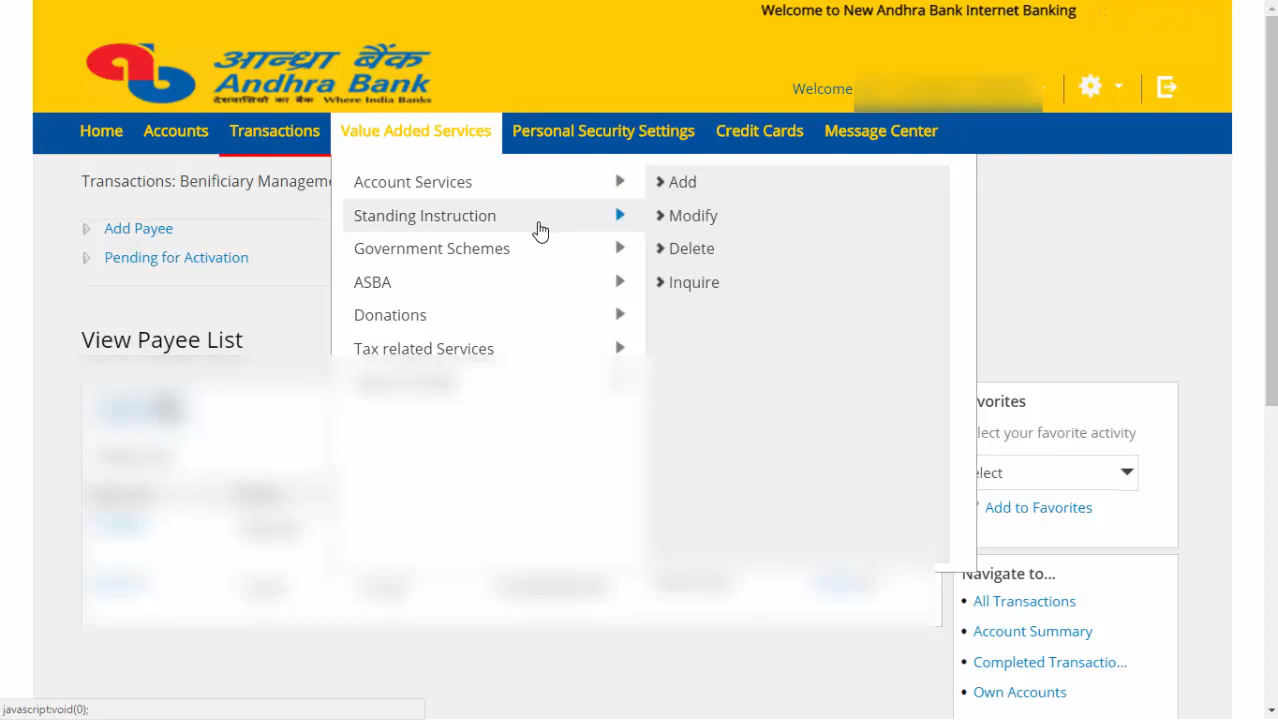 Welcome to New Andhra Bank Internet Banking
आन्ध्रा बैंक
Andhra Bank
देशवासियों का बैंक Where India Banks
Welcome
Home Accounts Transactions Value Added Services Personal Security Settings Credit Cards Message Center
Transactions: Benificiary Manageme
Add Payee
Pending for Activation
View Payee List
Account Services
Standing Instruction
Government Schemes
ASBA
Donations
Tax related Services
Add
Modify
Delete
Inquire
vorites
lect your favorite activity
elect
Add to Favorites
Navigate to...
All Transactions
Account Summary
Completed Transactio...
Own Accounts
javascript:void(0);